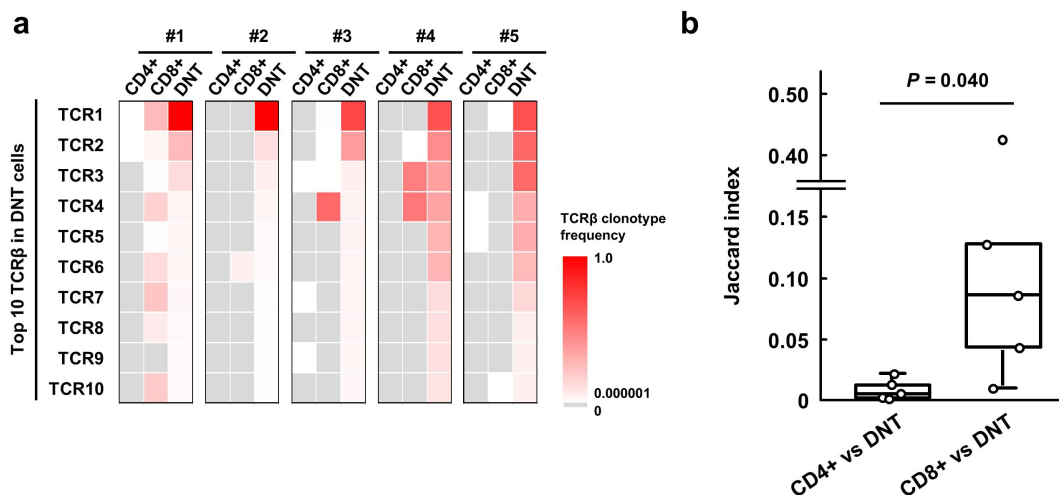 a
#1 #2 #3 #4 #5
CD4+ CD8+ DNT CD4+ CD8+ DNT CD4+ CD8+ DNT CD4+ CD8+ DNT CD4+ CD8+ DNT
Top 10 TCRβ in DNT cells
TCR1
TCR2
TCR3
TCR4
TCR5
TCR6
TCR7
TCR8
TCR9
TCR10
TCRβ clonotype
frequency
1.0
0.000001
0
b
P = 0.040
Jaccard index
0.50
0.40
0.15
0.10
0.05
0
CD4+ vs DNT
CD8+ vs DNT